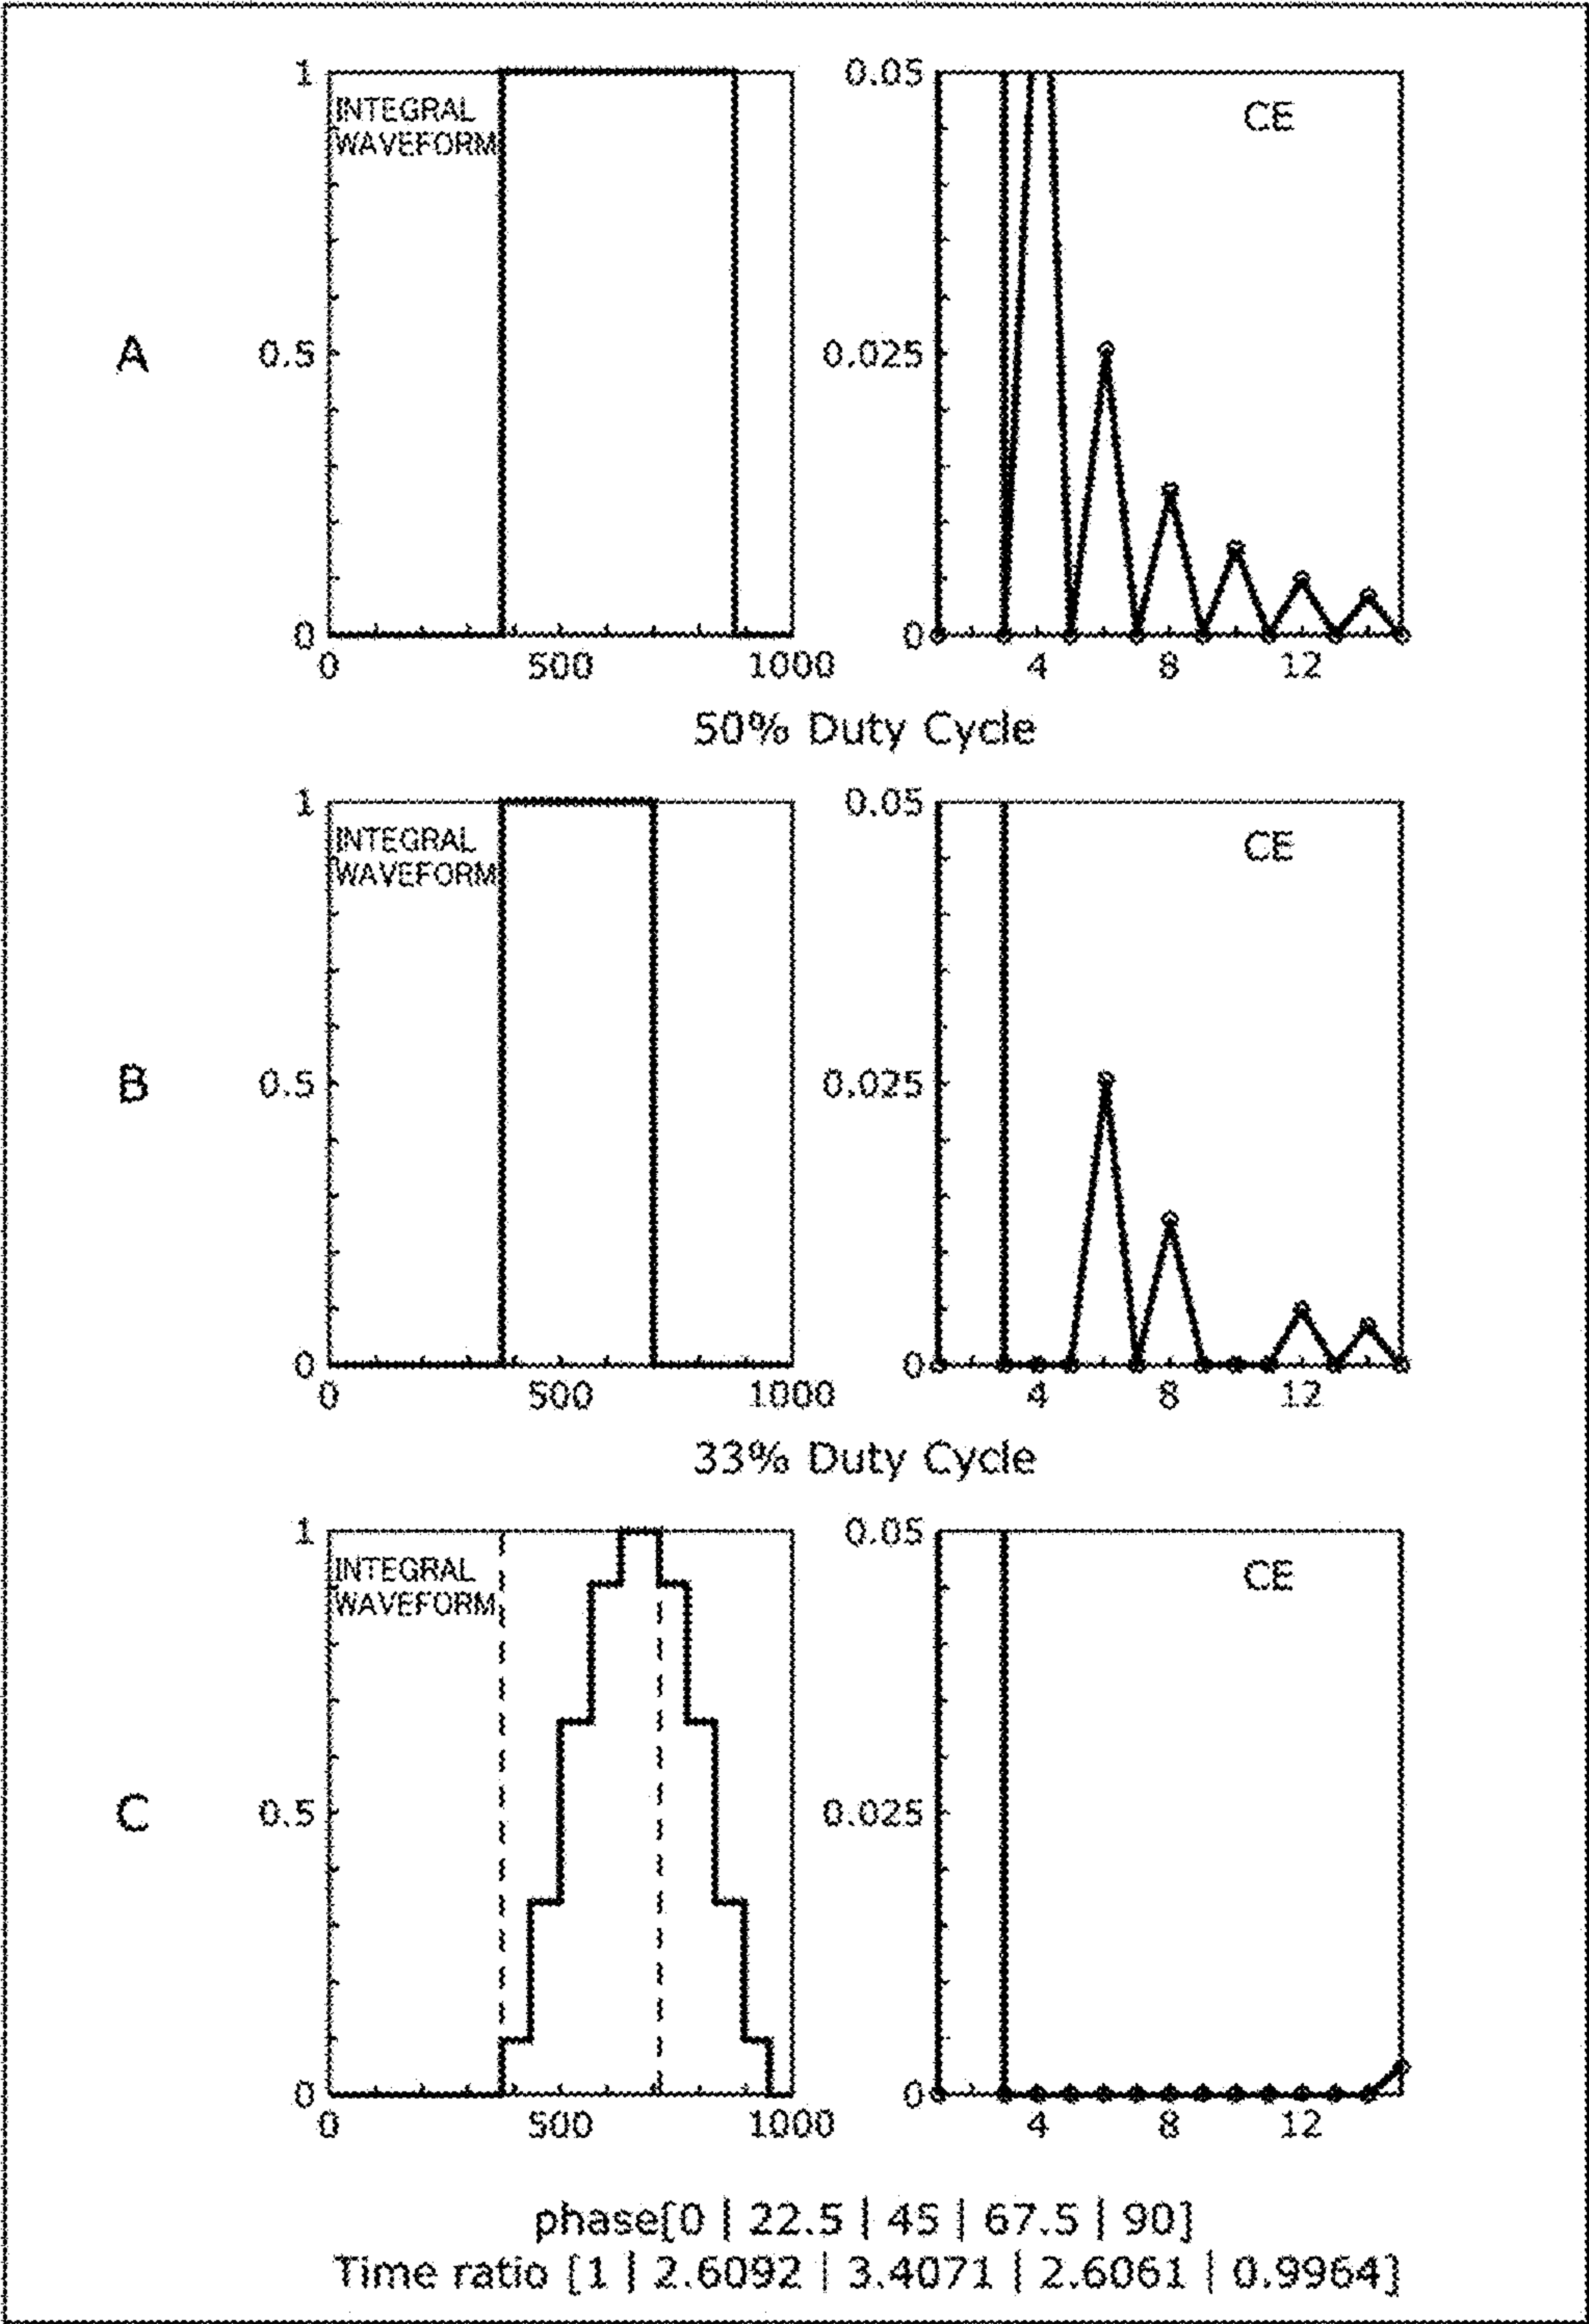 1
INTEGRAL
WAVEFORM
0.5
0
0 500 1000
0.05
CE
0.025
0
4 8 12
A
50% Duty Cycle
1
INTEGRAL
WAVEFORM
0.5
0
0 500 1000
0.05
CE
0.025
0
4 8 12
B
33% Duty Cycle
1
INTEGRAL
WAVEFORM
0.5
0
0 500 1000
0.05
CE
0.025
0
4 8 12
C
phase[0 | 22.5 | 45 | 67.5 | 90]
Time ratio [1 | 2.6092 | 3.4071 | 2.6061 | 0.9964]